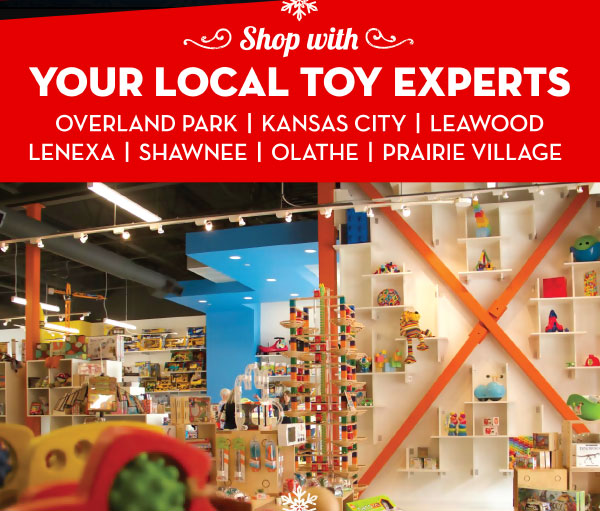 Shop with
YOUR LOCAL TOY EXPERTS
OVERLAND PARK | KANSAS CITY | LEAWOOD
LENEXA | SHAWNEE | OLATHE | PRAIRIE VILLAGE